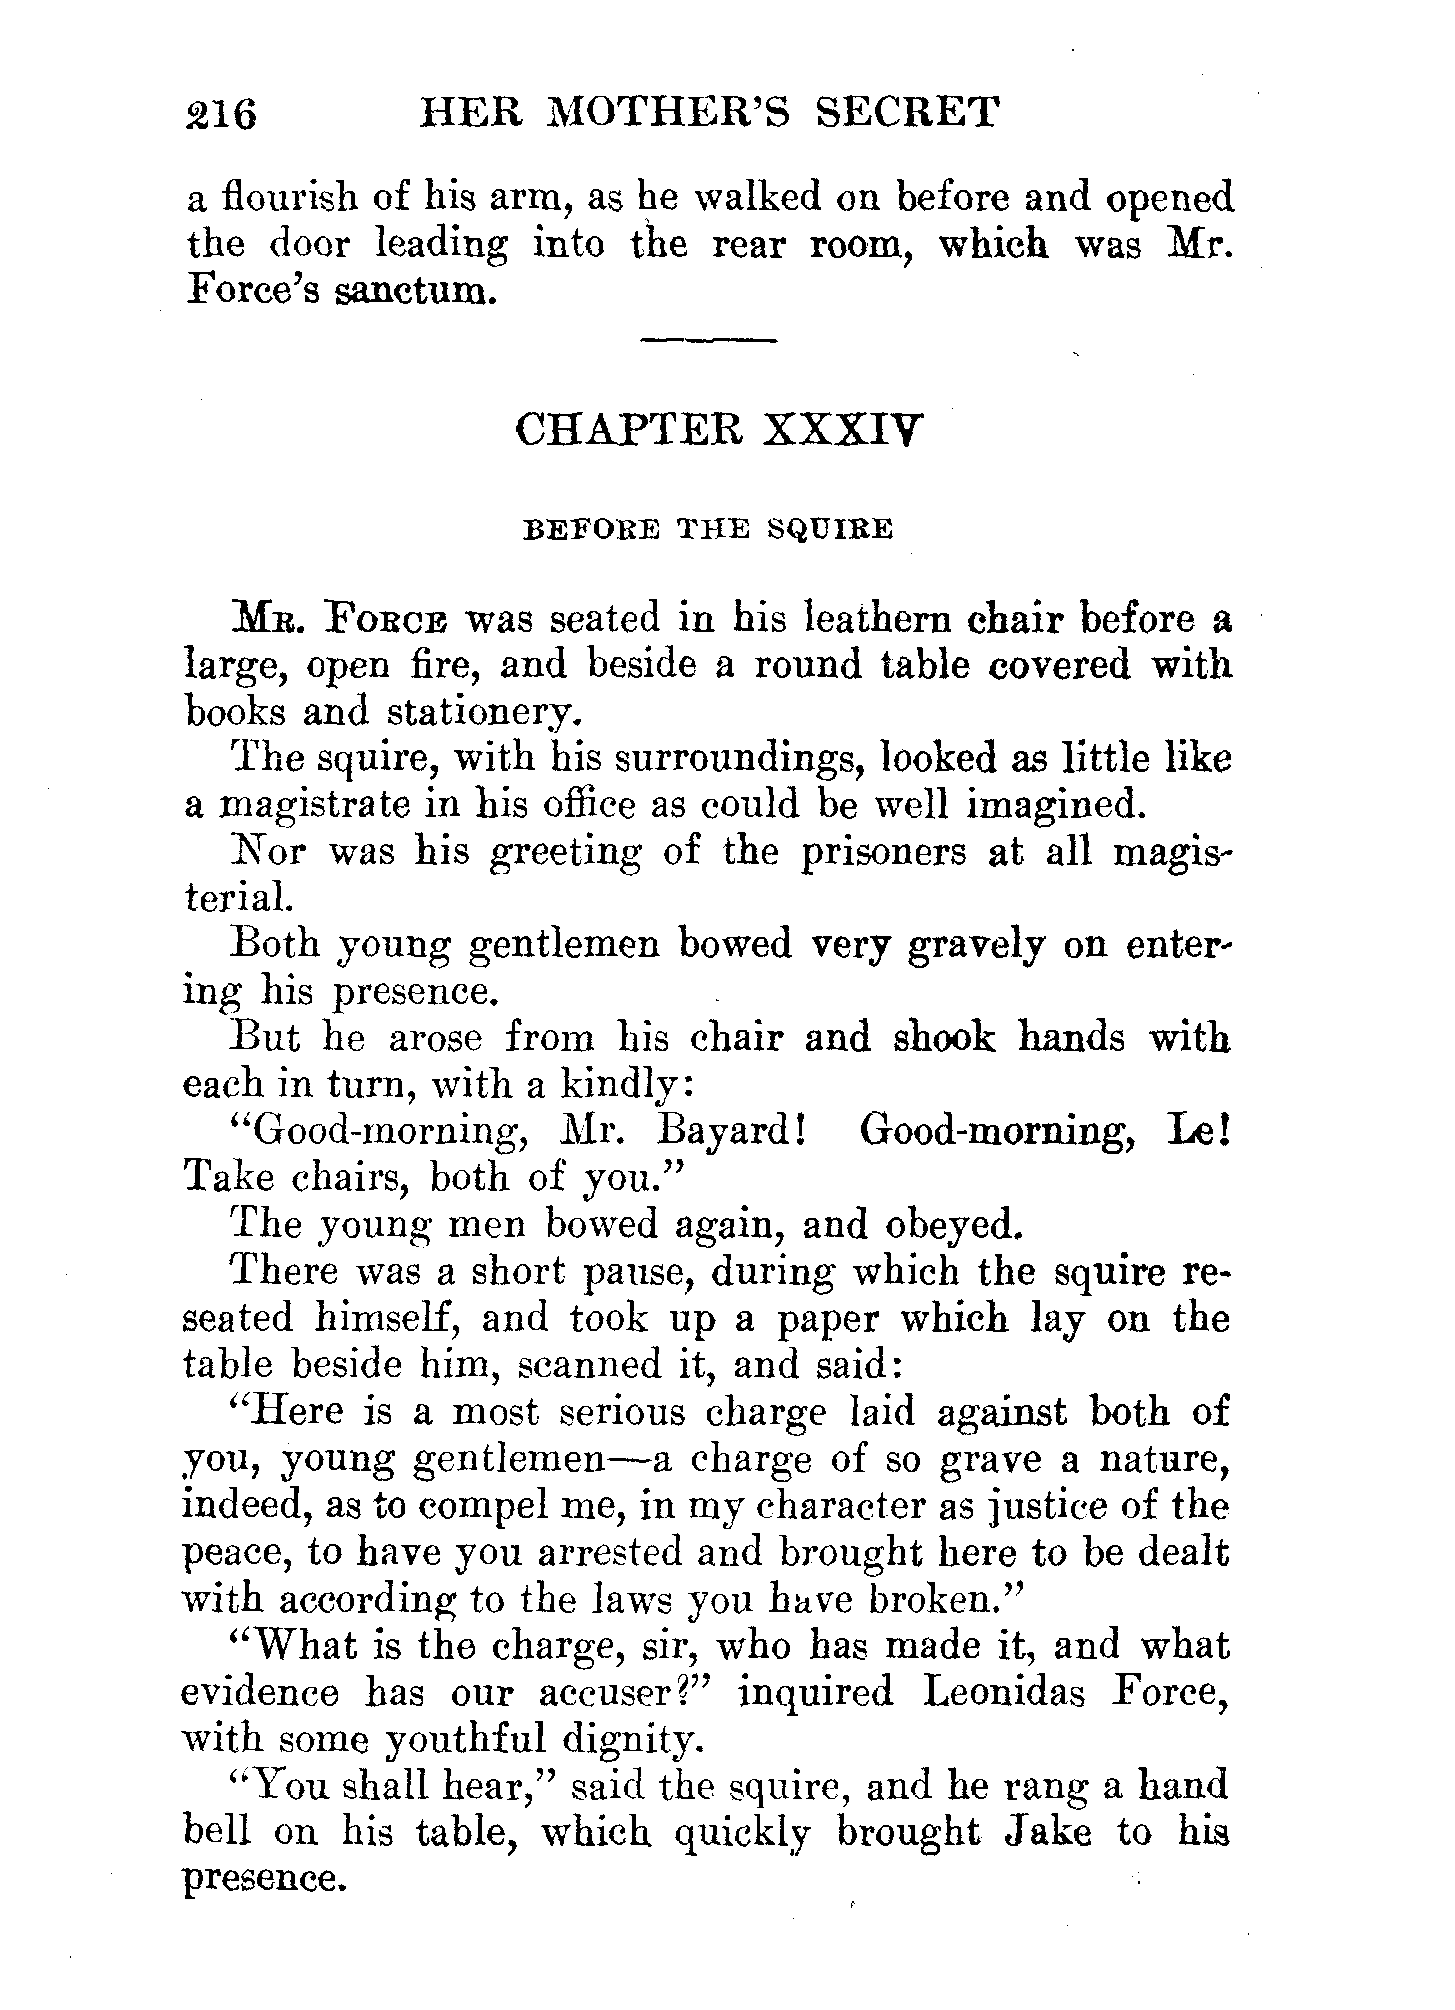 216 HER MOTHER'S SECRET
a flourish of his arm, as he walked on before and opened
the door leading into the rear room, which was Mr.
Force's sanctum.
CHAPTER XXXIV
BEFORE THE SQUIRE
MR. FORCE was seated in his leathern chair before a
large, open fire, and beside a round table covered with
books and stationery.
The squire, with his surroundings, looked as little like
a magistrate in his office as could be well imagined.
Nor was his greeting of the prisoners at all magis-
terial.
Both young gentlemen bowed very gravely on enter-
ing his presence.
But he arose from his chair and shook hands with
each in turn, with a kindly:
"Good-morning, Mr. Bayard! Good-morning, Le!
Take chairs, both of you."
The young men bowed again, and obeyed.
There was a short pause, during which the squire re-
seated himself, and took up a paper which lay on the
table beside him, scanned it, and said:
"Here is a most serious charge laid against both of
you, young gentlemen—a charge of so grave a nature,
indeed, as to compel me, in my character as justice of the
peace, to have you arrested and brought here to be dealt
with according to the laws you have broken."
"What is the charge, sir, who has made it, and what
evidence has our accuser?" inquired Leonidas Force,
with some youthful dignity.
"You shall hear," said the squire, and he rang a hand
bell on his table, which quickly brought Jake to his
presence.